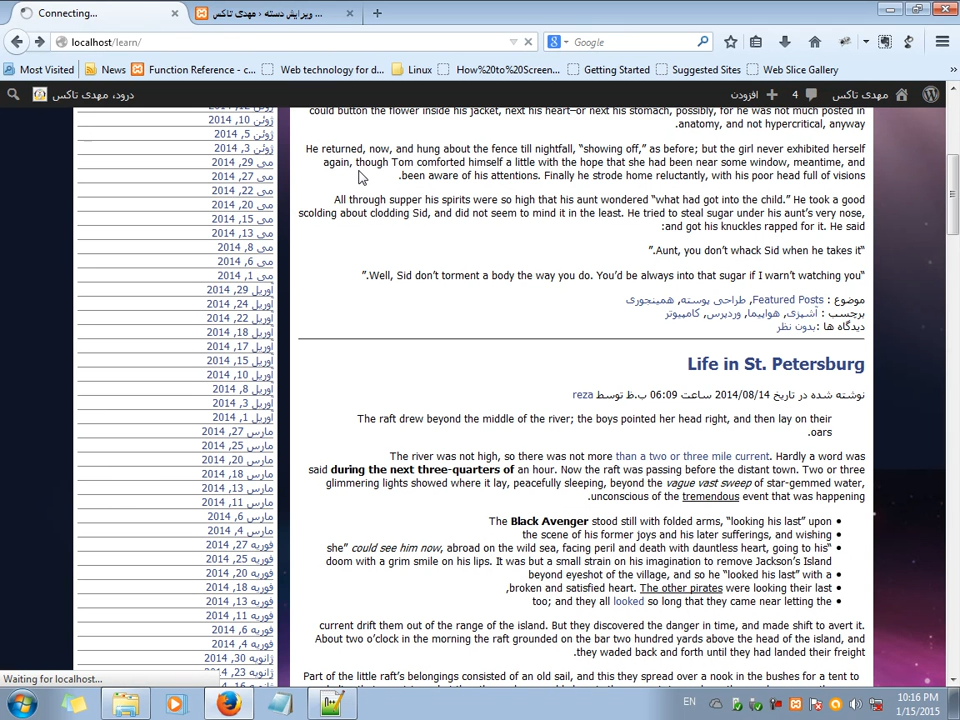 Connecting...
ویرایش دسته ‹ مهدی تاکس ...
localhost/learn/
Google
Most Visited
News
Function Reference - c...
Web technology for d...
Linux
How%20to%20Screen...
Getting Started
Suggested Sites
Web Slice Gallery
درود، مهدی تاکس
افزودن
4
مهدی تاکس
could button the flower inside his jacket, next his heart–or next his stomach, possibly, for he was not much posted in
.anatomy, and not hypercritical, anyway
He returned, now, and hung about the fence till nightfall, “showing off,” as before; but the girl never exhibited herself
again, though Tom comforted himself a little with the hope that she had been near some window, meantime, and
.been aware of his attentions. Finally he strode home reluctantly, with his poor head full of visions
All through supper his spirits were so high that his aunt wondered “what had got into the child.” He took a good
scolding about clodding Sid, and did not seem to mind it in the least. He tried to steal sugar under his aunt’s very nose,
:and got his knuckles rapped for it. He said
”.Aunt, you don’t whack Sid when he takes it“
”.Well, Sid don’t torment a body the way you do. You’d be always into that sugar if I warn’t watching you“
موضوع : Featured Posts, طراحی پوسته, همینجوری
برچسب : آشپزی, هواپیما, وردپرس, کامپیوتر
دیدگاه ها :بدون نظر
Life in St. Petersburg
نوشته شده در تاریخ 2014/08/14 ساعت 06:09 ب.ظ توسط reza
The raft drew beyond the middle of the river; the boys pointed her head right, and then lay on their
.oars
The river was not high, so there was not more than a two or three mile current. Hardly a word was
said during the next three-quarters of an hour. Now the raft was passing before the distant town. Two or three
glimmering lights showed where it lay, peacefully sleeping, beyond the vague vast sweep of star-gemmed water,
.unconscious of the tremendous event that was happening
The Black Avenger stood still with folded arms, “looking his last” upon
the scene of his former joys and his later sufferings, and wishing
she” could see him now, abroad on the wild sea, facing peril and death with dauntless heart, going to his“
doom with a grim smile on his lips. It was but a small strain on his imagination to remove Jackson’s Island
beyond eyeshot of the village, and so he “looked his last” with a
,broken and satisfied heart. The other pirates were looking their last
too; and they all looked so long that they came near letting the
current drift them out of the range of the island. But they discovered the danger in time, and made shift to avert it.
About two o’clock in the morning the raft grounded on the bar two hundred yards above the head of the island, and
.they waded back and forth until they had landed their freight
Part of the little raft’s belongings consisted of an old sail, and this they spread over a nook in the bushes for a tent to
ژوئن 12, 2014
ژوئن 10, 2014
ژوئن 5, 2014
ژوئن 3, 2014
می 29, 2014
می 27, 2014
می 22, 2014
می 20, 2014
می 15, 2014
می 13, 2014
می 8, 2014
می 6, 2014
می 1, 2014
آوریل 29, 2014
آوریل 24, 2014
آوریل 22, 2014
آوریل 18, 2014
آوریل 17, 2014
آوریل 15, 2014
آوریل 10, 2014
آوریل 8, 2014
آوریل 3, 2014
آوریل 1, 2014
مارس 27, 2014
مارس 25, 2014
مارس 20, 2014
مارس 18, 2014
مارس 13, 2014
مارس 11, 2014
مارس 6, 2014
مارس 4, 2014
فوریه 27, 2014
فوریه 25, 2014
فوریه 20, 2014
فوریه 18, 2014
فوریه 13, 2014
فوریه 11, 2014
فوریه 6, 2014
فوریه 4, 2014
ژانویه 30, 2014
ژانویه 23, 2014
Waiting for localhost...
EN
10:16 PM
1/15/2015